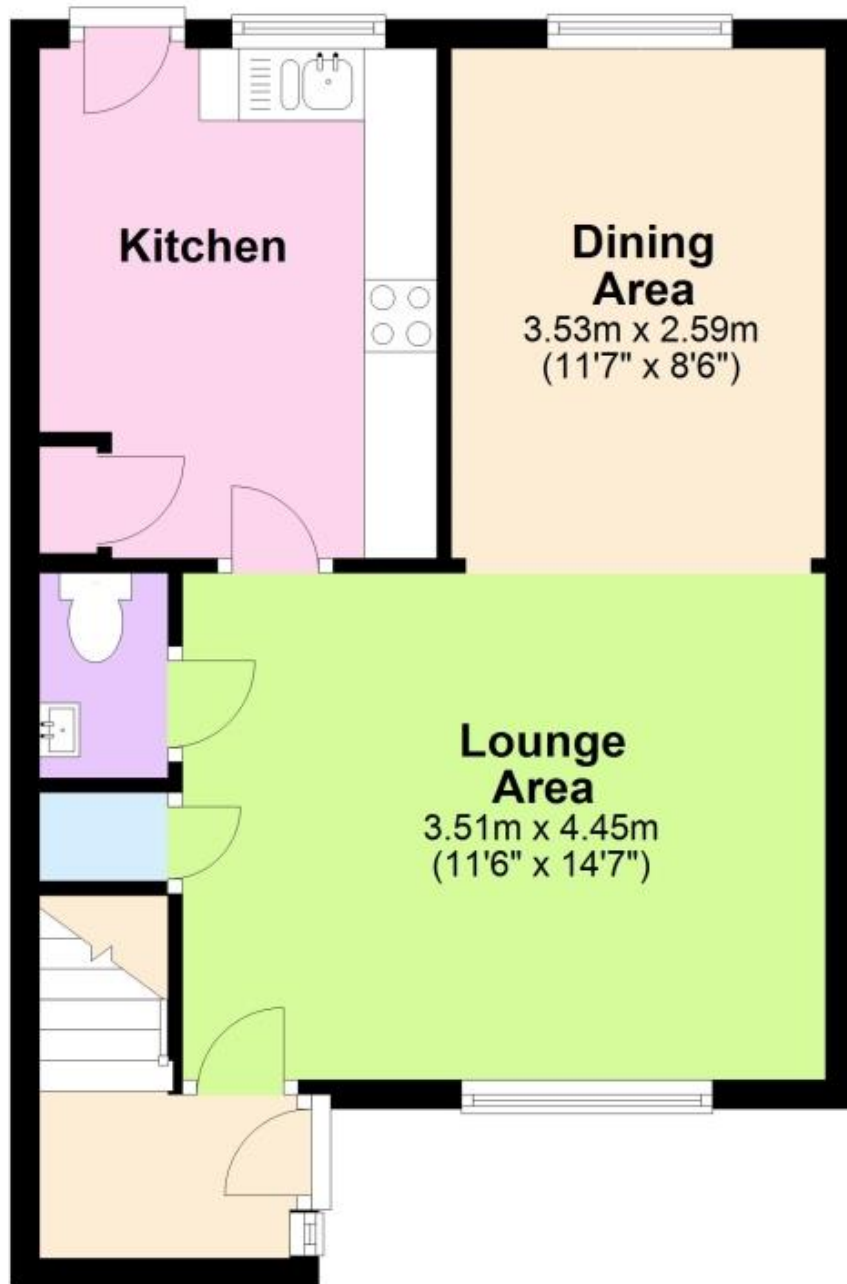 Kitchen
Dining
Area
3.53m x 2.59m
(11'7" x 8'6")
Lounge
Area
3.51m x 4.45m
(11'6" x 14'7")